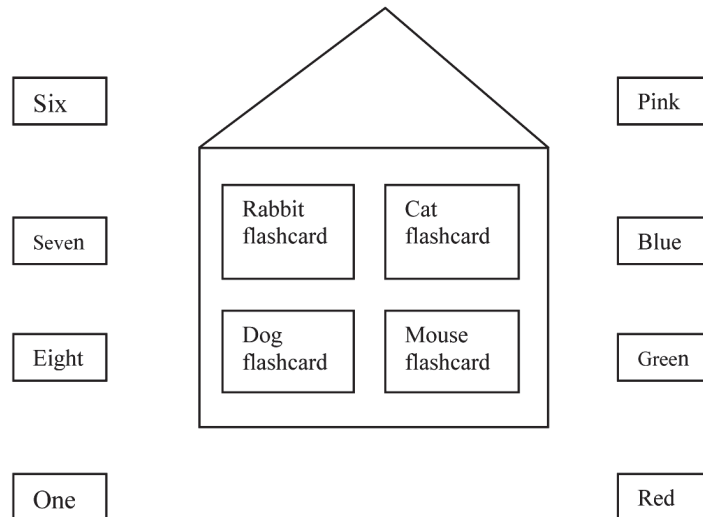 Six
Pink
Rabbit
flashcard
Cat
flashcard
Seven
Blue
Dog
flashcard
Mouse
flashcard
Eight
Green
One
Red